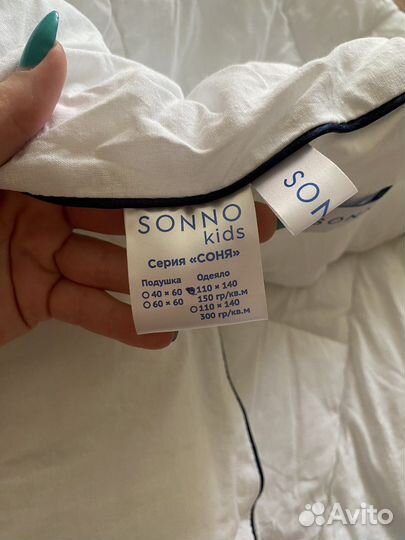 SONNO
kids
Серия «СОНЯ»
Подушка Одеяло
40 × 60 110 × 140
60 × 60 150 гр/кв.м
110 × 140
300 гр/кв.м
SON
SONNO
Avito